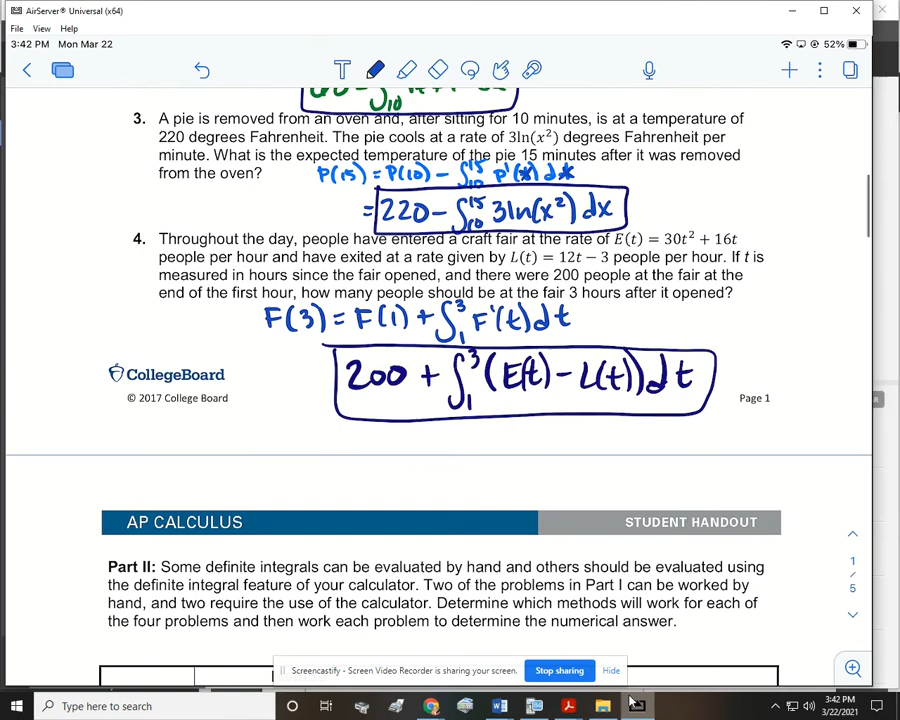 AirServer Universal (x64)
File View Help
3:42 PM Mon Mar 22
52%
3. A pie is removed from an oven and, after sitting for 10 minutes, is at a temperature of
220 degrees Fahrenheit. The pie cools at a rate of 3ln(x²) degrees Fahrenheit per
minute. What is the expected temperature of the pie 15 minutes after it was removed
from the oven?
P(15) = P(10) − ∫₁₀¹⁵ P'(x)dx
= 220 − ∫₁₀¹⁵ 3ln(x²) dx
4. Throughout the day, people have entered a craft fair at the rate of E(t) = 30t² + 16t
people per hour and have exited at a rate given by L(t) = 12t − 3 people per hour. If t is
measured in hours since the fair opened, and there were 200 people at the fair at the
end of the first hour, how many people should be at the fair 3 hours after it opened?
F(3) = F(1) + ∫₁³ F'(t)dt
200 + ∫₁³ (E(t) − L(t))dt
CollegeBoard
© 2017 College Board
Page 1
AP CALCULUS STUDENT HANDOUT
Part II: Some definite integrals can be evaluated by hand and others should be evaluated using
the definite integral feature of your calculator. Two of the problems in Part I can be worked by
hand, and two require the use of the calculator. Determine which methods will work for each of
the four problems and then work each problem to determine the numerical answer.
1
/
5
Screencastify - Screen Video Recorder is sharing your screen. Stop sharing Hide
Type here to search
3:42 PM
3/22/2021